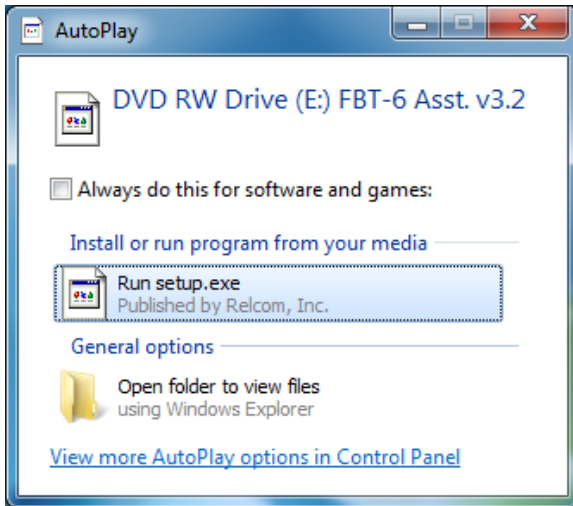 AutoPlay
DVD RW Drive (E:) FBT-6 Asst. v3.2
Always do this for software and games:
Install or run program from your media
Run setup.exe
Published by Relcom, Inc.
General options
Open folder to view files
using Windows Explorer
View more AutoPlay options in Control Panel